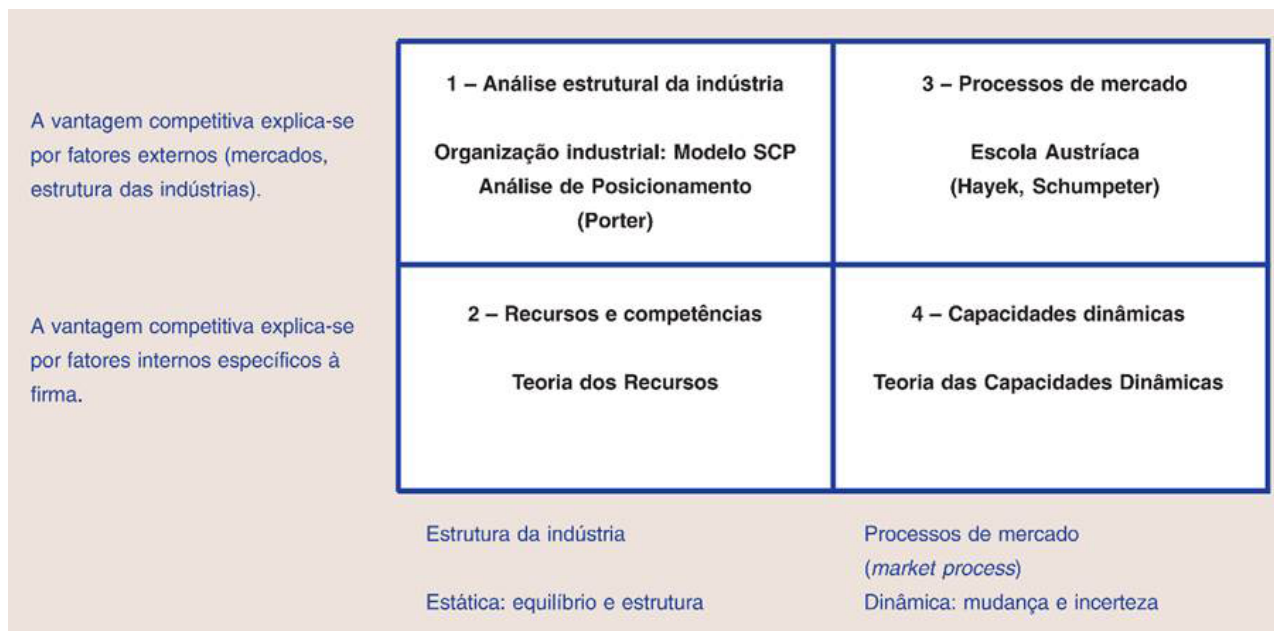 A vantagem competitiva explica-se
por fatores externos (mercados,
estrutura das indústrias).
1 – Análise estrutural da indústria
Organização industrial: Modelo SCP
Análise de Posicionamento
(Porter)
3 – Processos de mercado
Escola Austríaca
(Hayek, Schumpeter)
A vantagem competitiva explica-se
por fatores internos específicos à
firma.
2 – Recursos e competências
Teoria dos Recursos
4 – Capacidades dinâmicas
Teoria das Capacidades Dinâmicas
Estrutura da indústria
Estática: equilíbrio e estrutura
Processos de mercado
(market process)
Dinâmica: mudança e incerteza